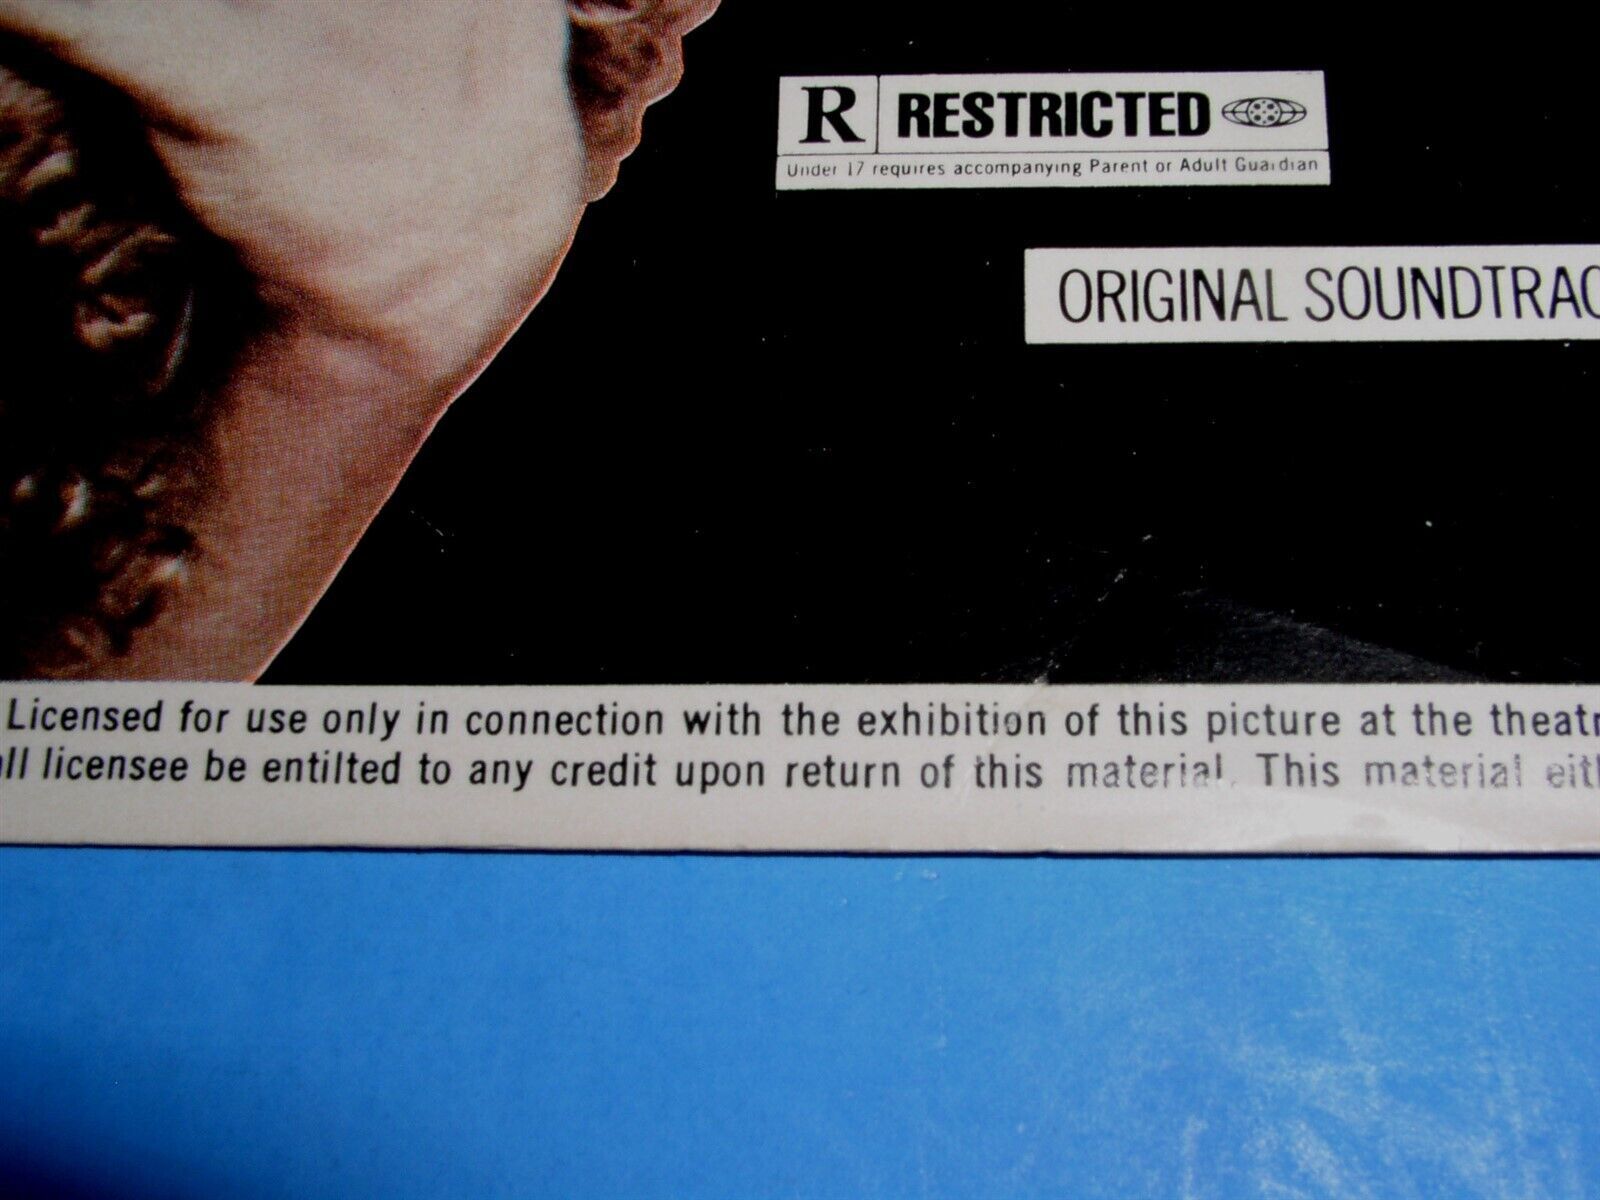 R RESTRICTED
Under 17 requires accompanying Parent or Adult Guardian
ORIGINAL SOUNDTRAC
Licensed for use only in connection with the exhibition of this picture at the theatr
ll licensee be entilted to any credit upon return of this material. This material eit